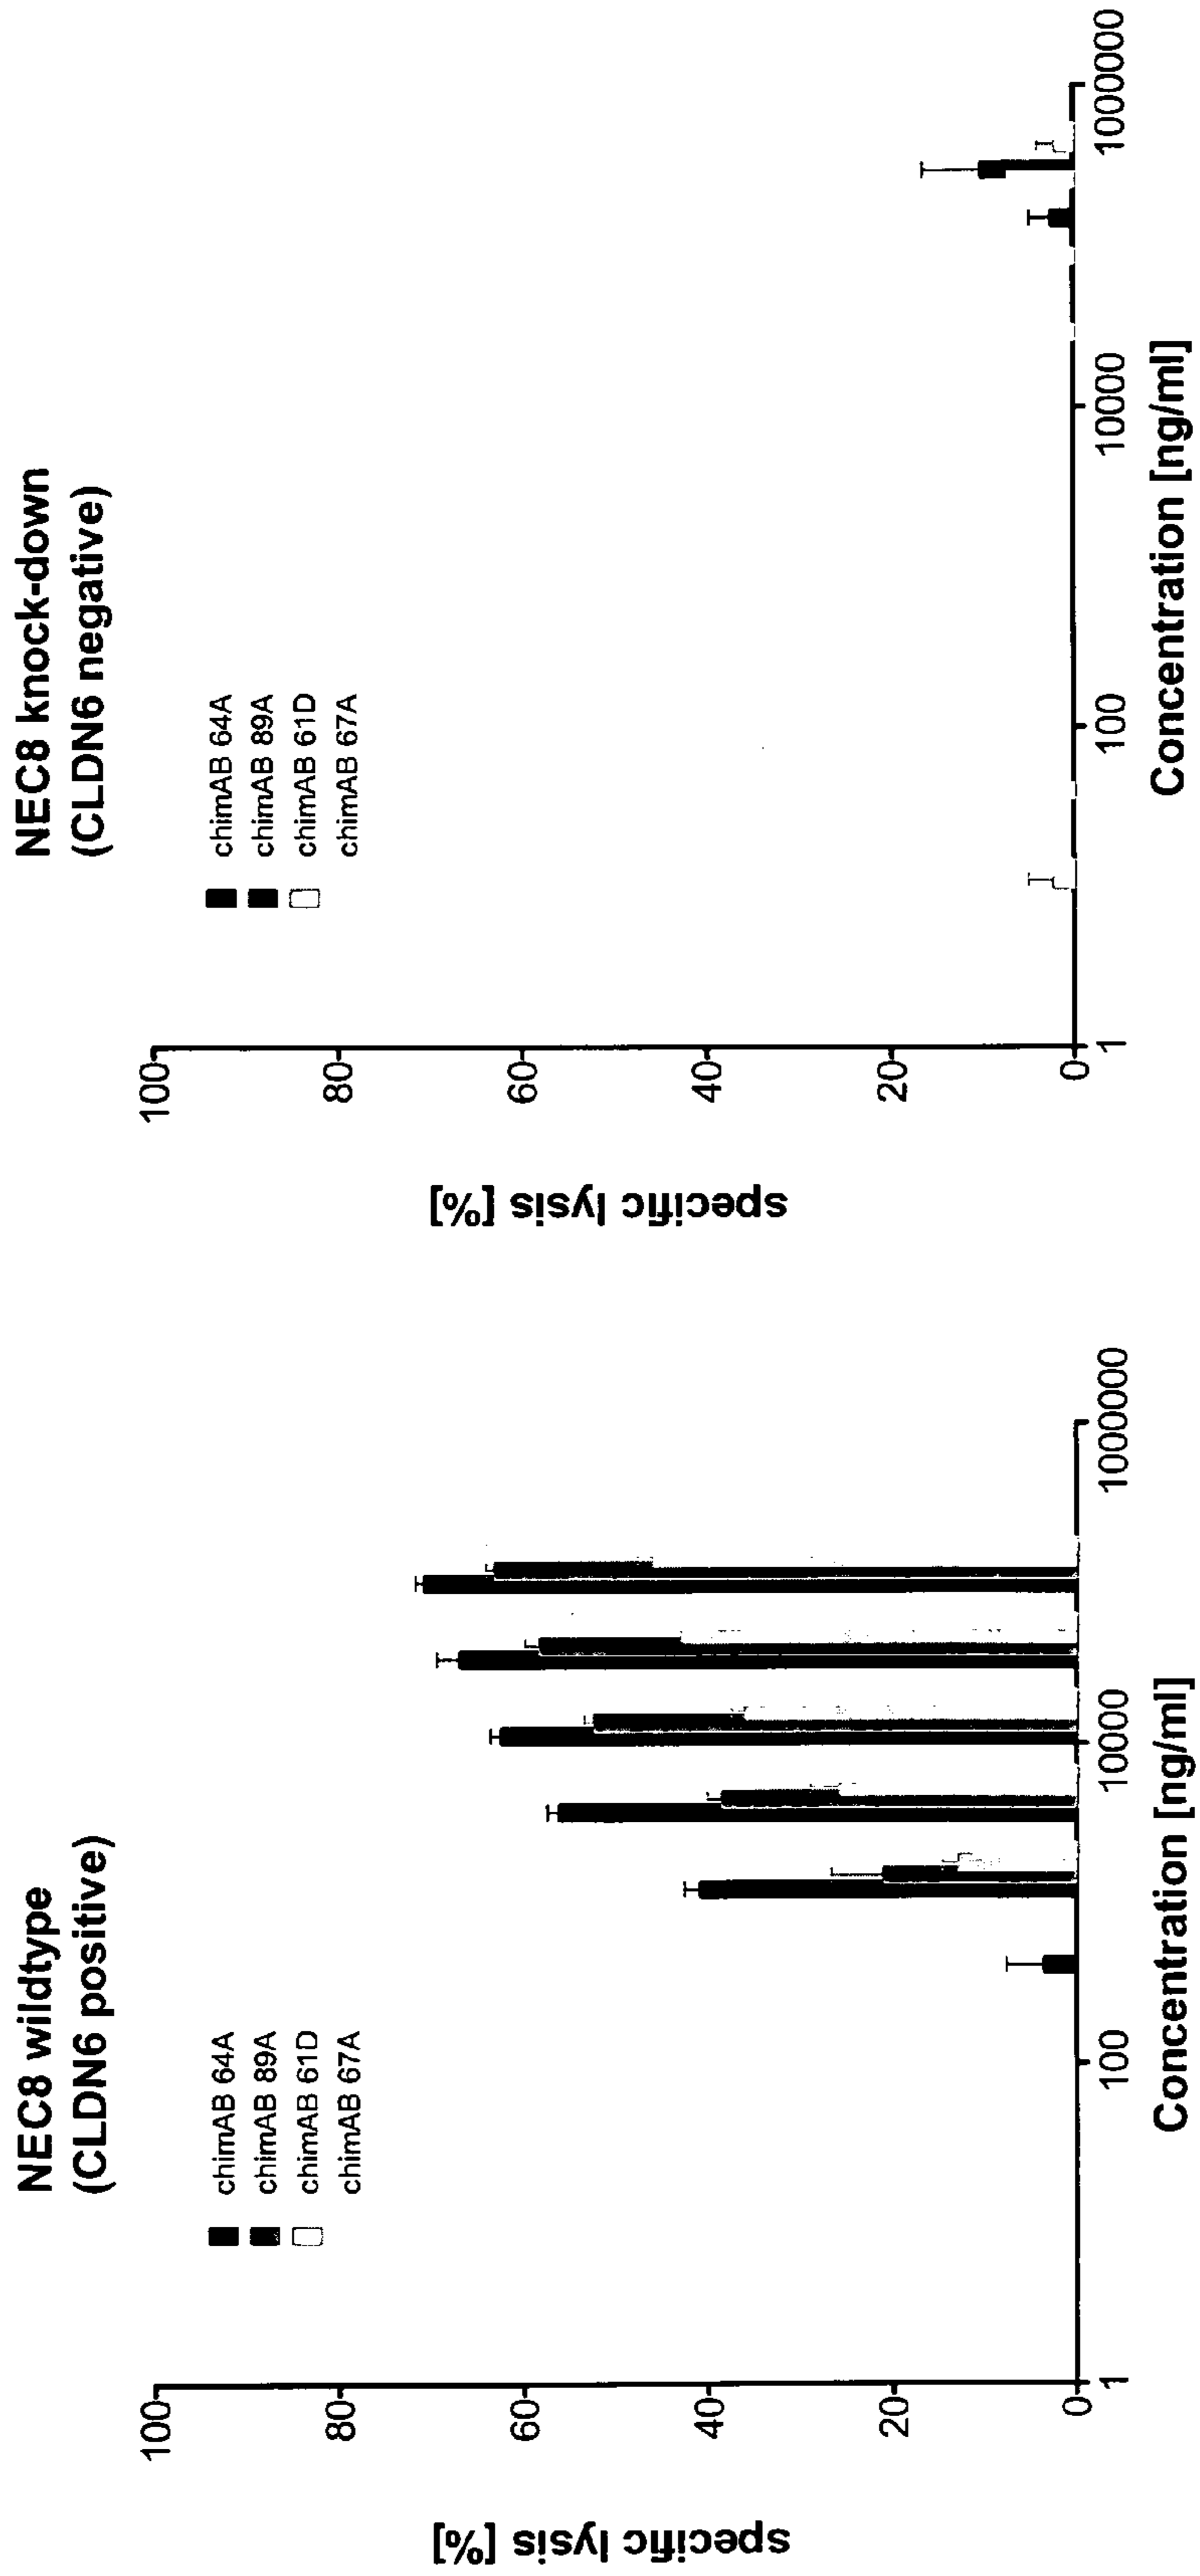 NEC8 wildtype
(CLDN6 positive)
chimAB 64A
chimAB 89A
chimAB 61D
chimAB 67A
specific lysis [%]
100
80
60
40
20
0
1
100
10000
1000000
Concentration [ng/ml]
NEC8 knock-down
(CLDN6 negative)
chimAB 64A
chimAB 89A
chimAB 61D
chimAB 67A
specific lysis [%]
100
80
60
40
20
0
1
100
10000
1000000
Concentration [ng/ml]